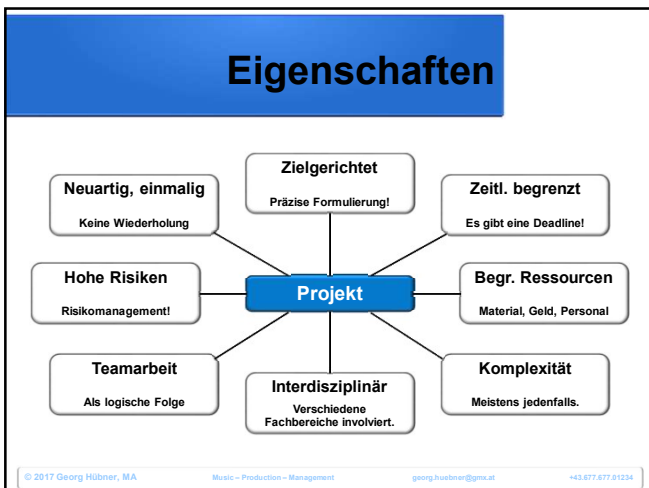 Eigenschaften
Zielgerichtet
Präzise Formulierung!
Neuartig, einmalig
Keine Wiederholung
Zeitl. begrenzt
Es gibt eine Deadline!
Hohe Risiken
Risikomanagement!
Projekt
Begr. Ressourcen
Material, Geld, Personal
Teamarbeit
Als logische Folge
Interdisziplinär
Verschiedene
Fachbereiche involviert.
Komplexität
Meistens jedenfalls.
© 2017 Georg Hübner, MA Music – Production – Management georg.huebner@gmx.at +43.677.677.01234